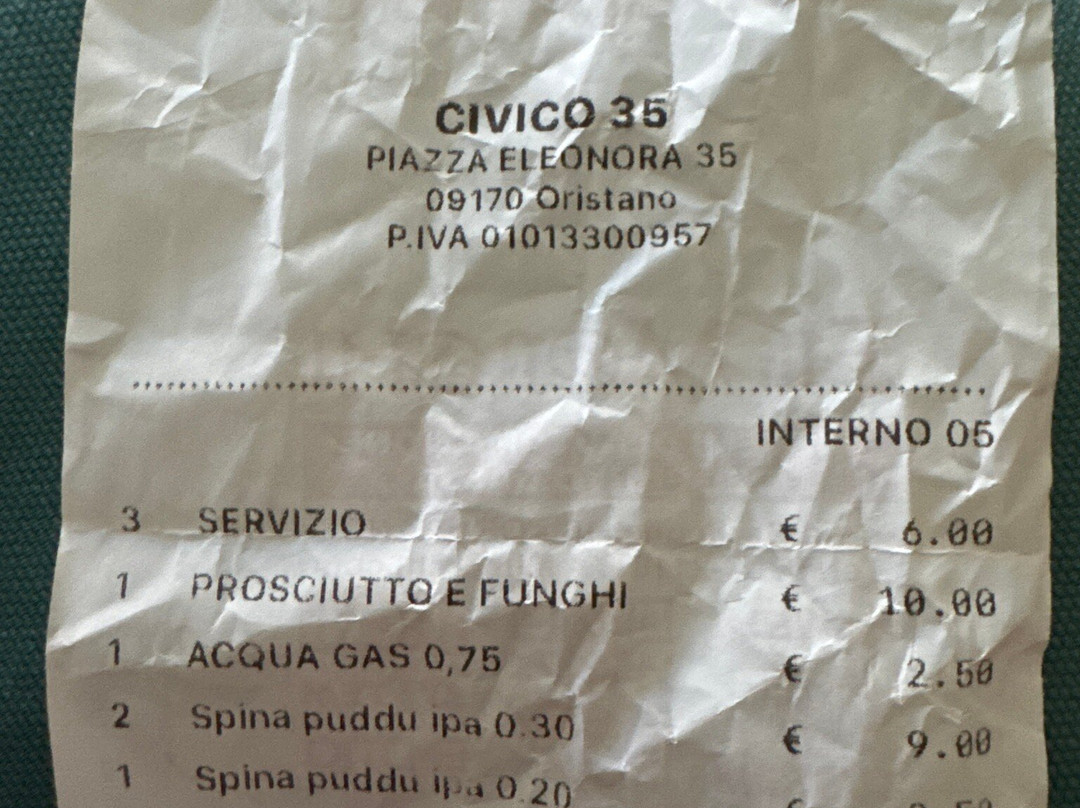 CIVICO 35
PIAZZA ELEONORA 35
09170 Oristano
P.IVA 01013300957
INTERNO 05
3 SERVIZIO € 6.00
1 PROSCIUTTO E FUNGHI € 10.00
1 ACQUA GAS 0,75 € 2.50
2 Spina puddu ipa 0.30 € 9.00
1 Spina puddu ipa 0.20 €